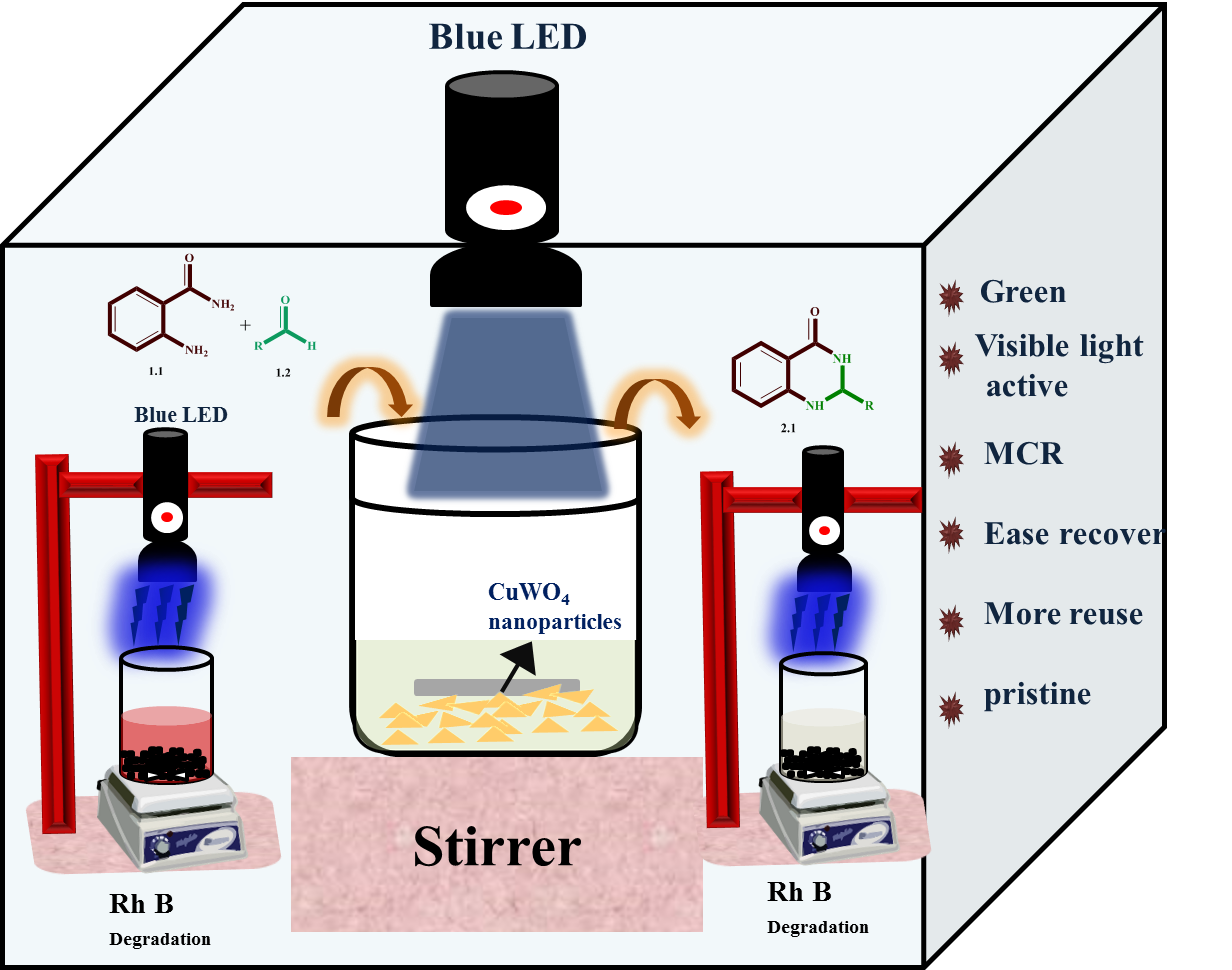 Blue LED
O
NH2
NH2
1.1
+
O
R
H
1.2
Blue LED
O
NH
NH
R
2.1
CuWO4
nanoparticles
Stirrer
Rh B
Degradation
Rh B
Degradation
Green
Visible light
active
MCR
Ease recover
More reuse
pristine